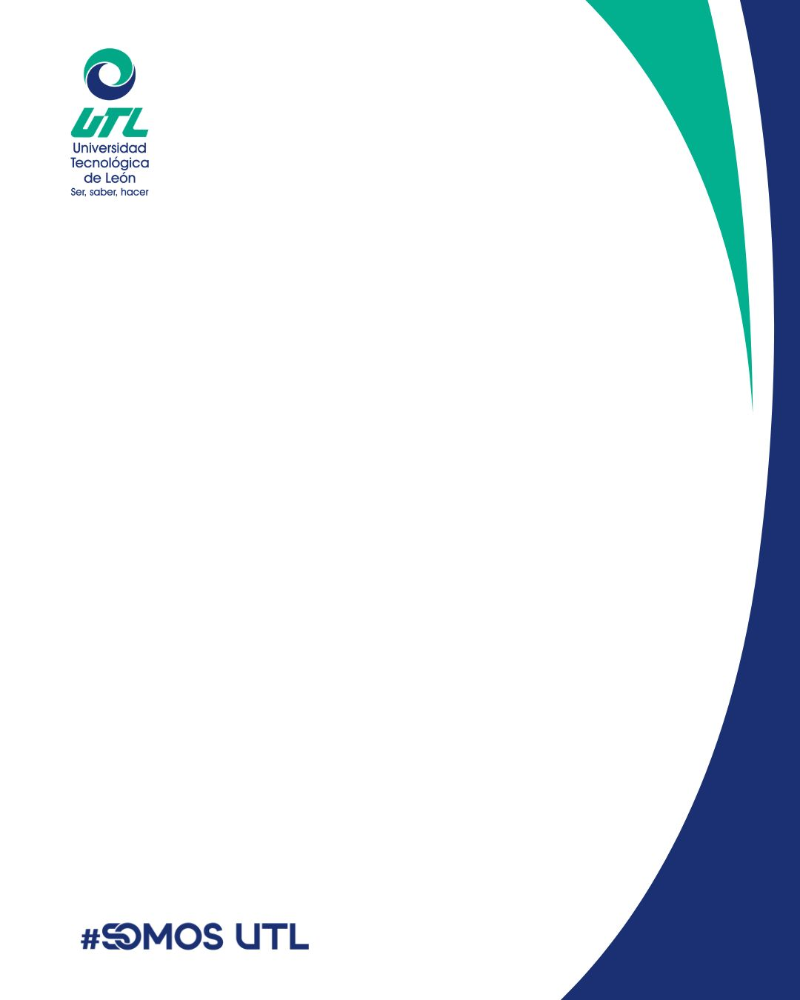 UTL
Universidad
Tecnológica
de León
Ser, saber, hacer
#SOMOS UTL